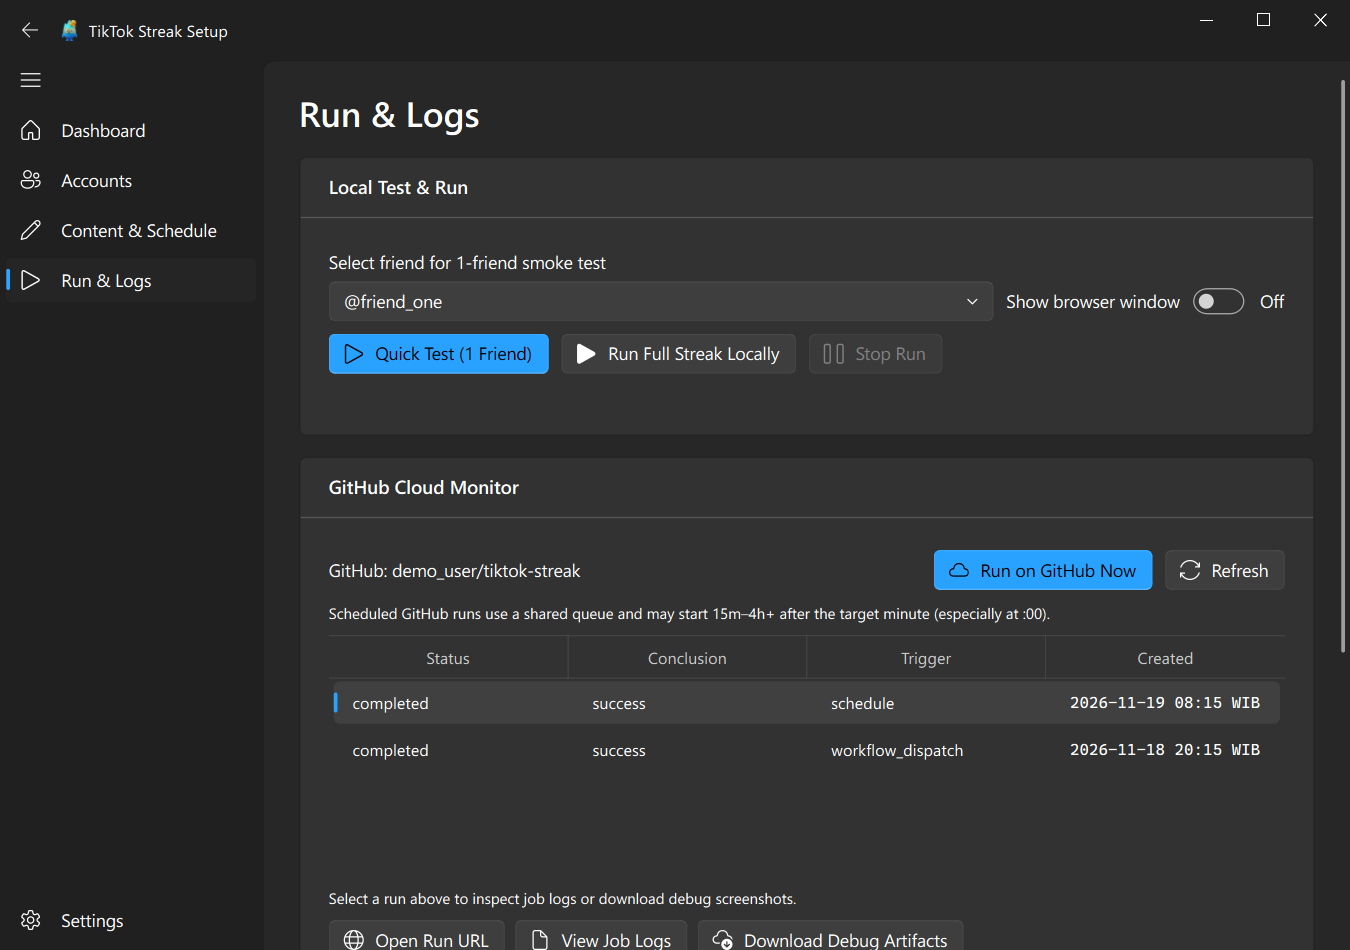 TikTok Streak Setup
Dashboard
Accounts
Content & Schedule
Run & Logs
Settings
Run & Logs
Local Test & Run
Select friend for 1-friend smoke test
@friend_one
Show browser window
Off
Quick Test (1 Friend)
Run Full Streak Locally
Stop Run
GitHub Cloud Monitor
GitHub: demo_user/tiktok-streak
Run on GitHub Now
Refresh
Scheduled GitHub runs use a shared queue and may start 15m–4h+ after the target minute (especially at :00).
Status Conclusion Trigger Created
completed success schedule 2026-11-19 08:15 WIB
completed success workflow_dispatch 2026-11-18 20:15 WIB
Select a run above to inspect job logs or download debug screenshots.
Open Run URL
View Job Logs
Download Debug Artifacts